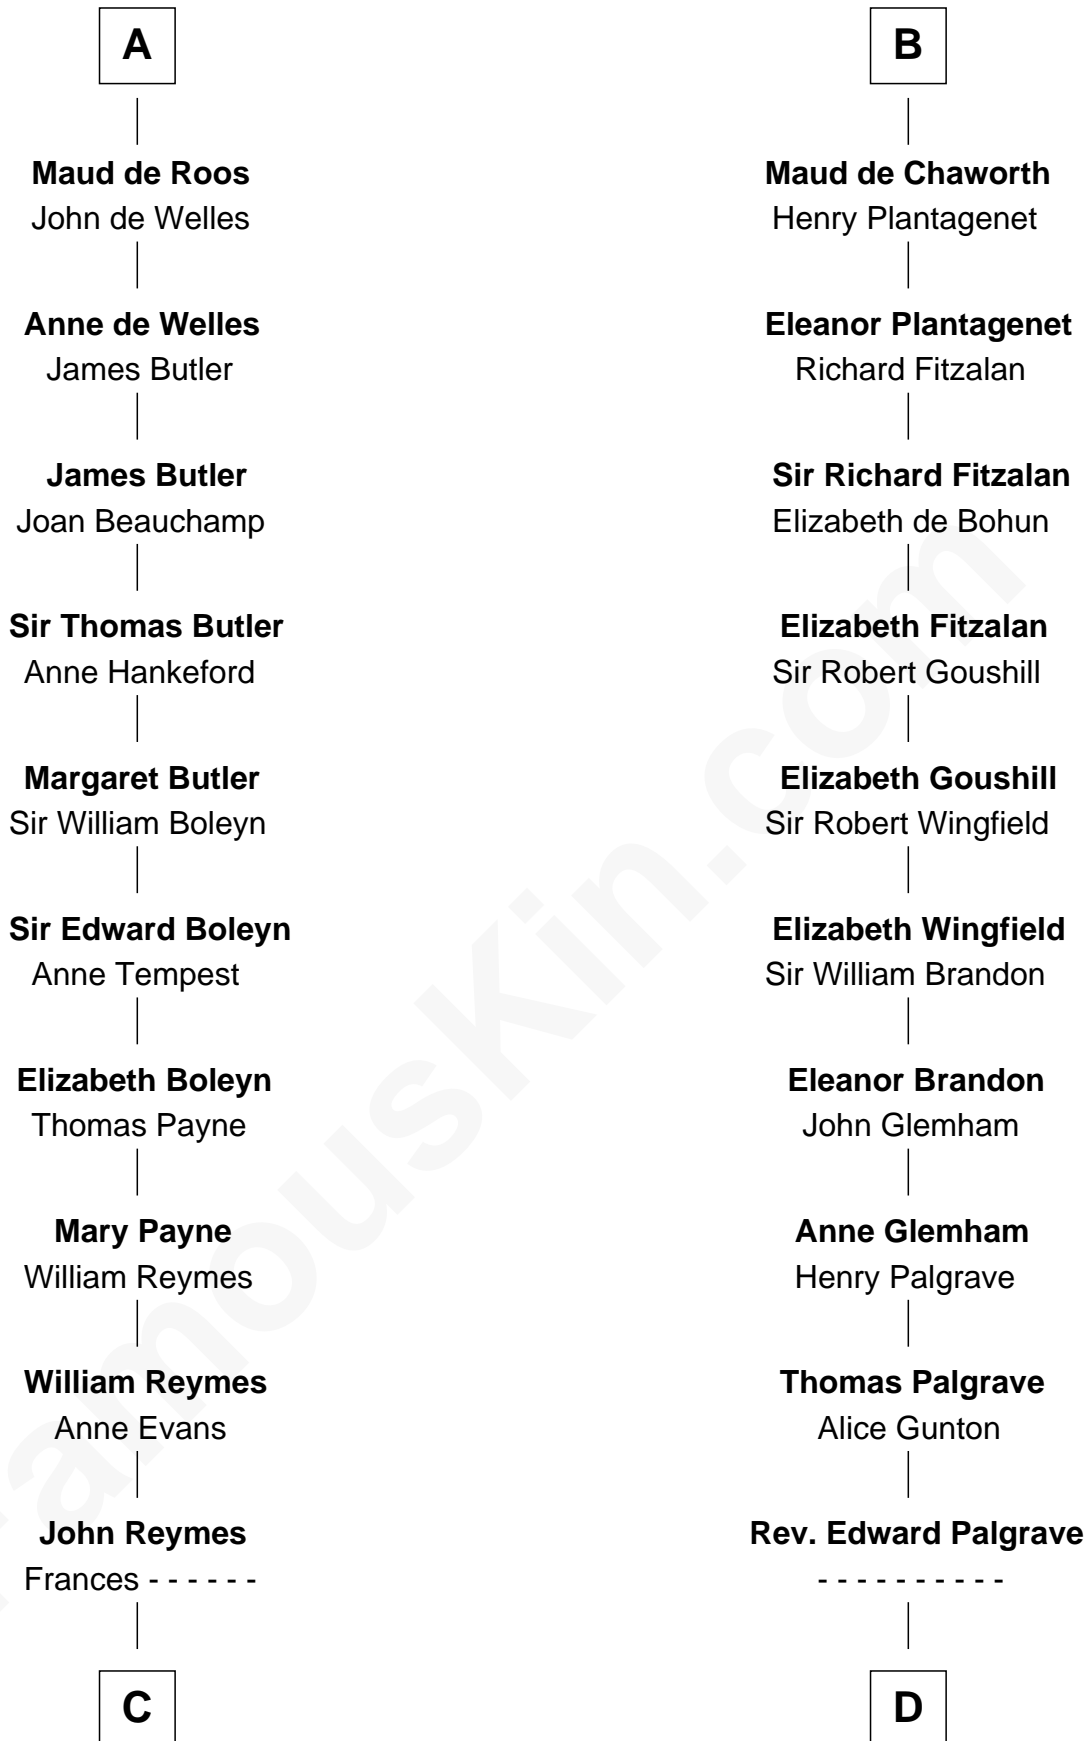 A
Maud de Roos
John de Welles
Anne de Welles
James Butler
James Butler
Joan Beauchamp
Sir Thomas Butler
Anne Hankeford
Margaret Butler
Sir William Boleyn
Sir Edward Boleyn
Anne Tempest
Elizabeth Boleyn
Thomas Payne
Mary Payne
William Reymes
William Reymes
Anne Evans
John Reymes
Frances - - - - - -
C
B
Maud de Chaworth
Henry Plantagenet
Eleanor Plantagenet
Richard Fitzalan
Sir Richard Fitzalan
Elizabeth de Bohun
Elizabeth Fitzalan
Sir Robert Goushill
Elizabeth Goushill
Sir Robert Wingfield
Elizabeth Wingfield
Sir William Brandon
Eleanor Brandon
John Glemham
Anne Glemham
Henry Palgrave
Thomas Palgrave
Alice Gunton
Rev. Edward Palgrave
- - - - - - - - - -
D
FamousKin.com